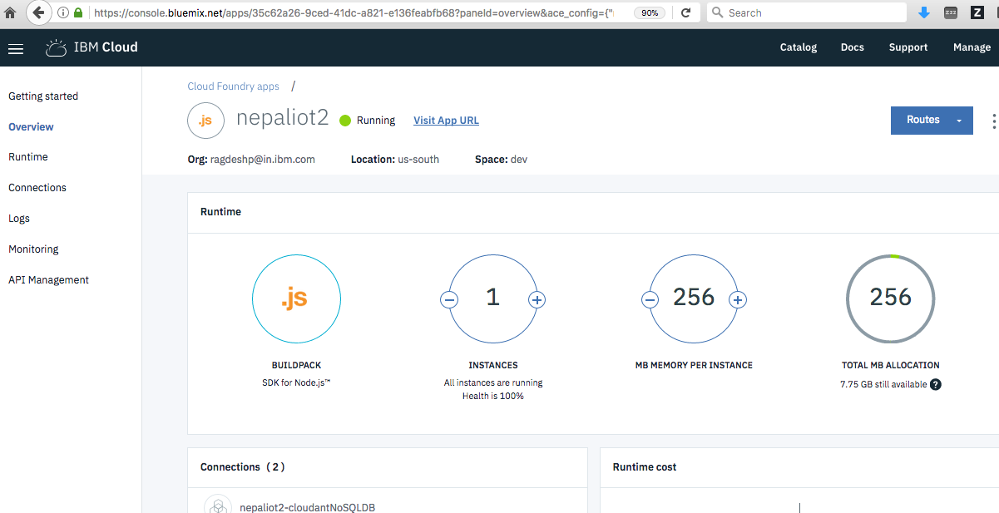 https://console.bluemix.net/apps/35c62a26-9ced-41dc-a821-e136feabfb68?paneId=overview&ace_config={"i 90% Search
IBM Cloud Catalog Docs Support Manage
Getting started
Overview
Runtime
Connections
Logs
Monitoring
API Management
Cloud Foundry apps /
.js nepaliot2 Running Visit App URL Routes
Org: ragdeshp@in.ibm.com Location: us-south Space: dev
Runtime
.js 1 256 256
BUILDPACK INSTANCES MB MEMORY PER INSTANCE TOTAL MB ALLOCATION
SDK for Node.js™ All instances are running 7.75 GB still available ?
Health is 100%
Connections (2) Runtime cost
nepaliot2-cloudantNoSQLDB